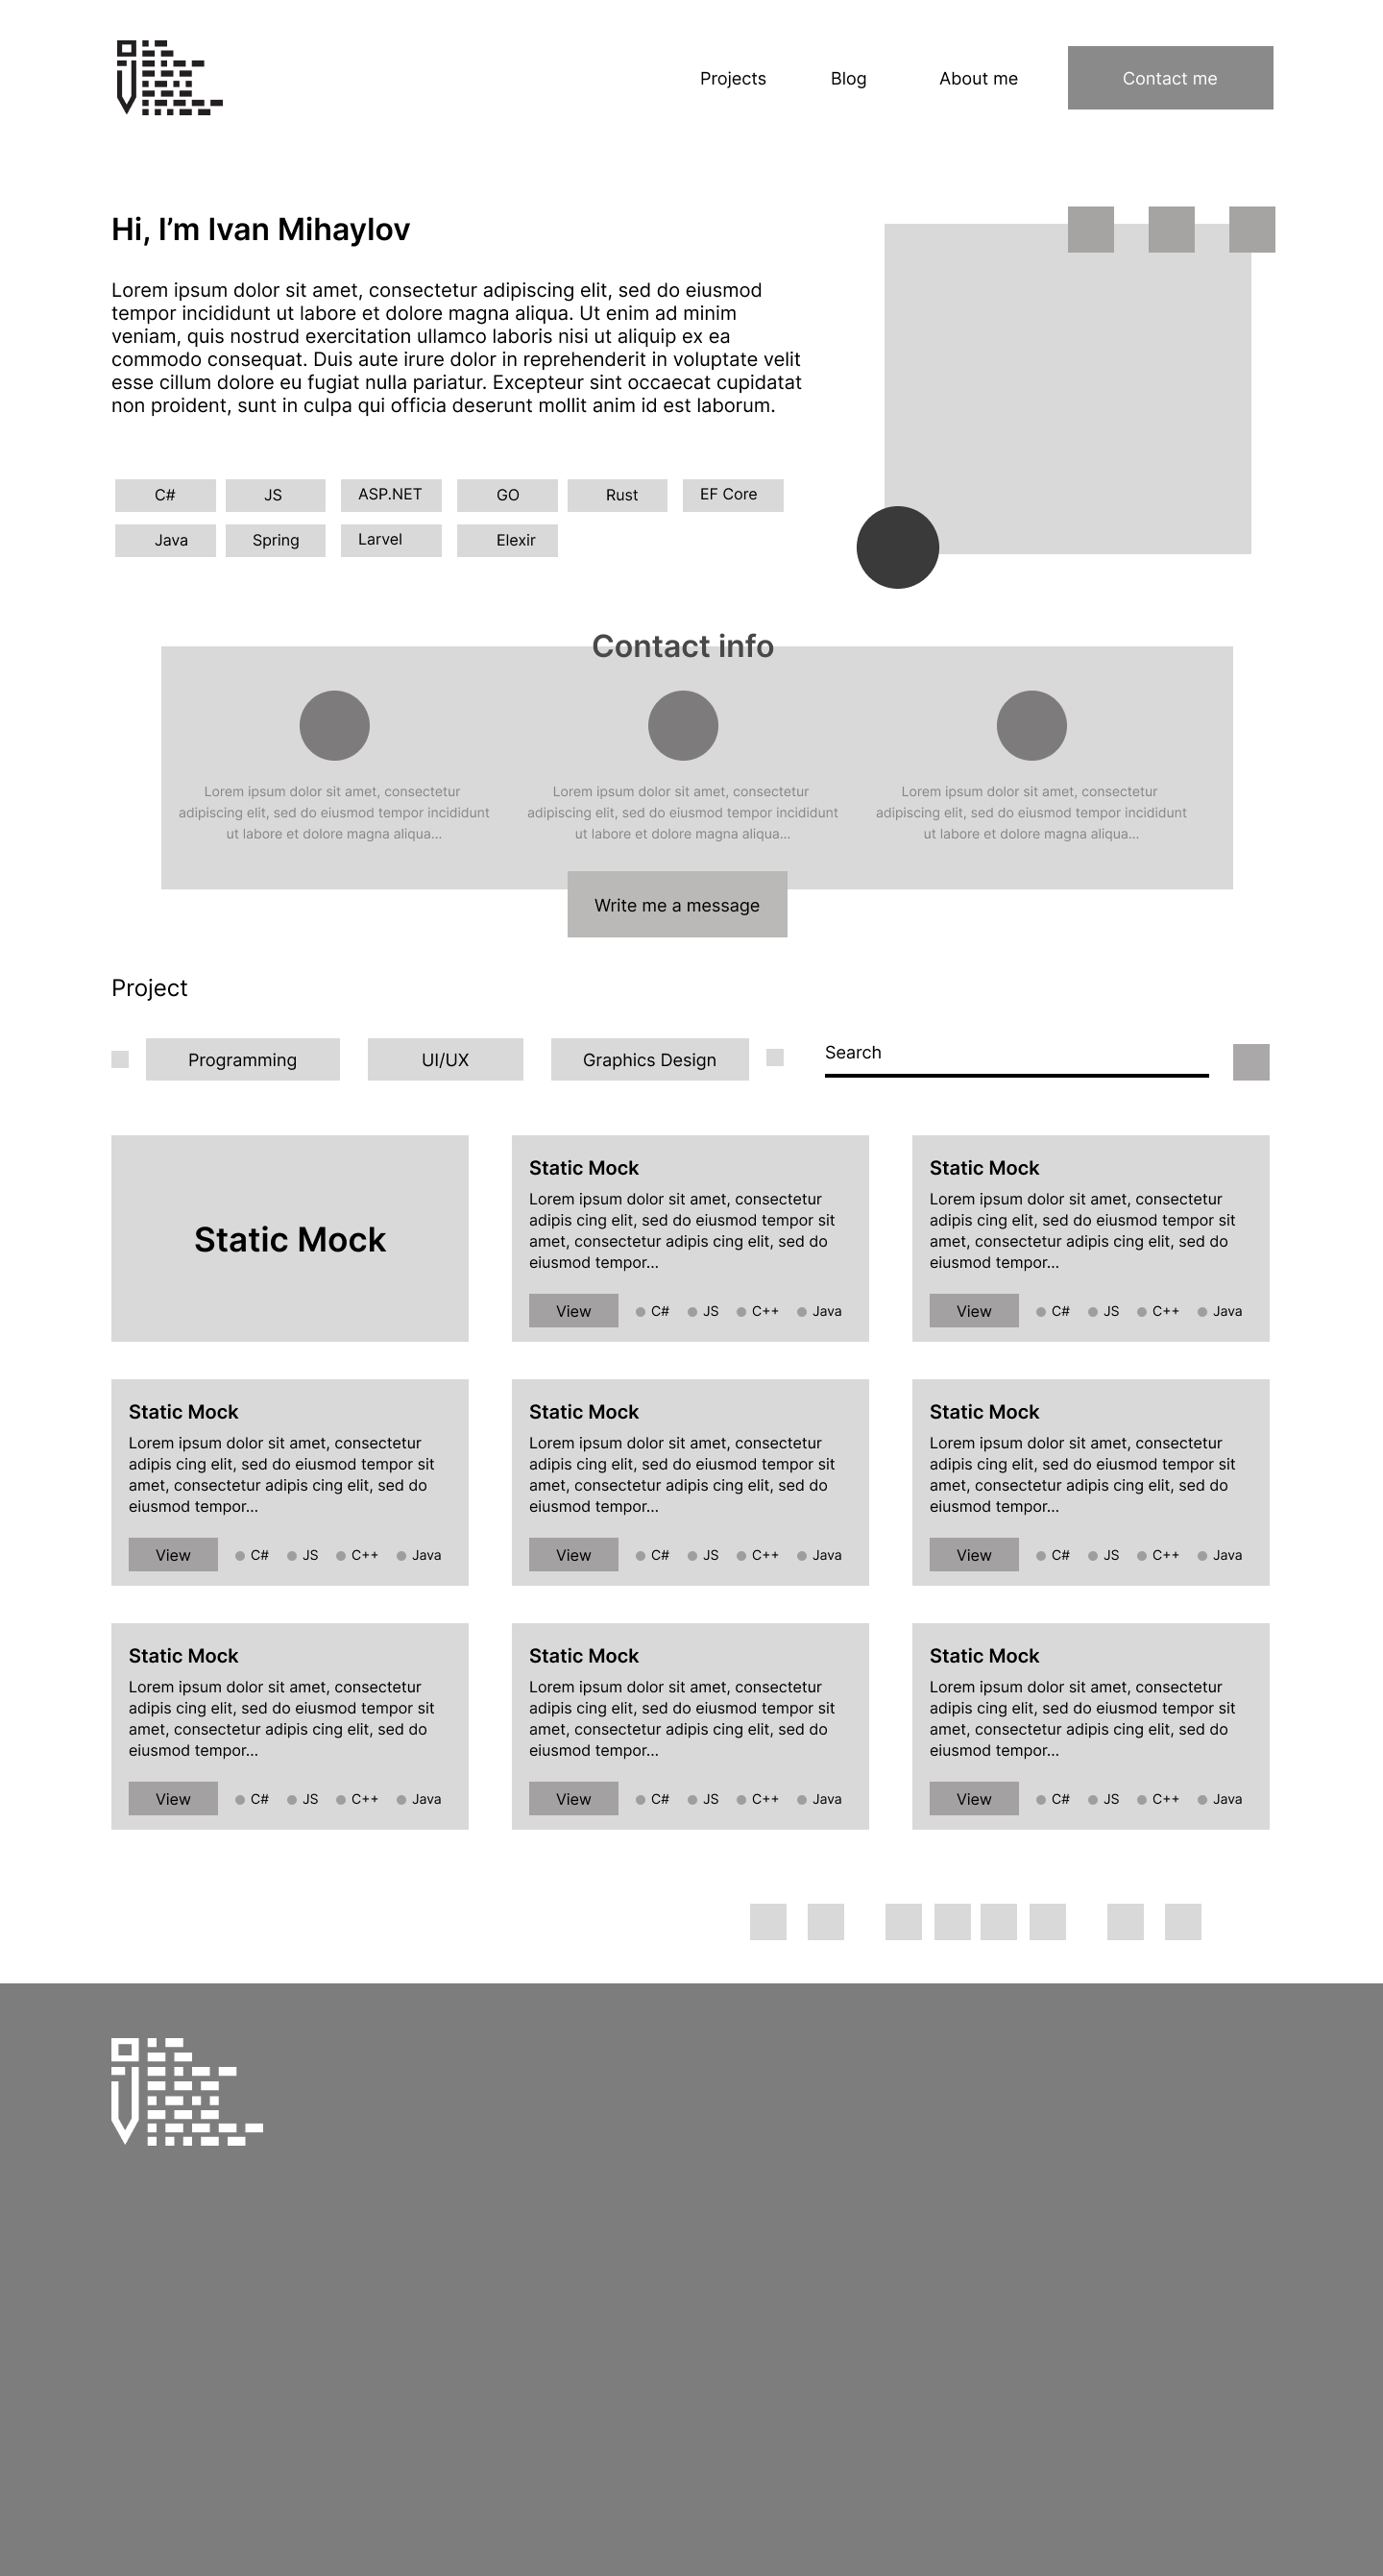 Projects
Blog
About me
Contact me
Hi, I’m Ivan Mihaylov
Lorem ipsum dolor sit amet, consectetur adipiscing elit, sed do eiusmod
tempor incididunt ut labore et dolore magna aliqua. Ut enim ad minim
veniam, quis nostrud exercitation ullamco laboris nisi ut aliquip ex ea
commodo consequat. Duis aute irure dolor in reprehenderit in voluptate velit
esse cillum dolore eu fugiat nulla pariatur. Excepteur sint occaecat cupidatat
non proident, sunt in culpa qui officia deserunt mollit anim id est laborum.
C#
JS
ASP.NET
GO
Rust
EF Core
Java
Spring
Larvel
Elexir
Contact info
Lorem ipsum dolor sit amet, consectetur
adipiscing elit, sed do eiusmod tempor incididunt
ut labore et dolore magna aliqua...
Lorem ipsum dolor sit amet, consectetur
adipiscing elit, sed do eiusmod tempor incididunt
ut labore et dolore magna aliqua...
Lorem ipsum dolor sit amet, consectetur
adipiscing elit, sed do eiusmod tempor incididunt
ut labore et dolore magna aliqua...
Write me a message
Project
Programming
UI/UX
Graphics Design
Search
Static Mock
Static Mock
Lorem ipsum dolor sit amet, consectetur
adipis cing elit, sed do eiusmod tempor sit
amet, consectetur adipis cing elit, sed do
eiusmod tempor...
View C# JS C++ Java
Static Mock
Lorem ipsum dolor sit amet, consectetur
adipis cing elit, sed do eiusmod tempor sit
amet, consectetur adipis cing elit, sed do
eiusmod tempor...
View C# JS C++ Java
Static Mock
Lorem ipsum dolor sit amet, consectetur
adipis cing elit, sed do eiusmod tempor sit
amet, consectetur adipis cing elit, sed do
eiusmod tempor...
View C# JS C++ Java
Static Mock
Lorem ipsum dolor sit amet, consectetur
adipis cing elit, sed do eiusmod tempor sit
amet, consectetur adipis cing elit, sed do
eiusmod tempor...
View C# JS C++ Java
Static Mock
Lorem ipsum dolor sit amet, consectetur
adipis cing elit, sed do eiusmod tempor sit
amet, consectetur adipis cing elit, sed do
eiusmod tempor...
View C# JS C++ Java
Static Mock
Lorem ipsum dolor sit amet, consectetur
adipis cing elit, sed do eiusmod tempor sit
amet, consectetur adipis cing elit, sed do
eiusmod tempor...
View C# JS C++ Java
Static Mock
Lorem ipsum dolor sit amet, consectetur
adipis cing elit, sed do eiusmod tempor sit
amet, consectetur adipis cing elit, sed do
eiusmod tempor...
View C# JS C++ Java
Static Mock
Lorem ipsum dolor sit amet, consectetur
adipis cing elit, sed do eiusmod tempor sit
amet, consectetur adipis cing elit, sed do
eiusmod tempor...
View C# JS C++ Java